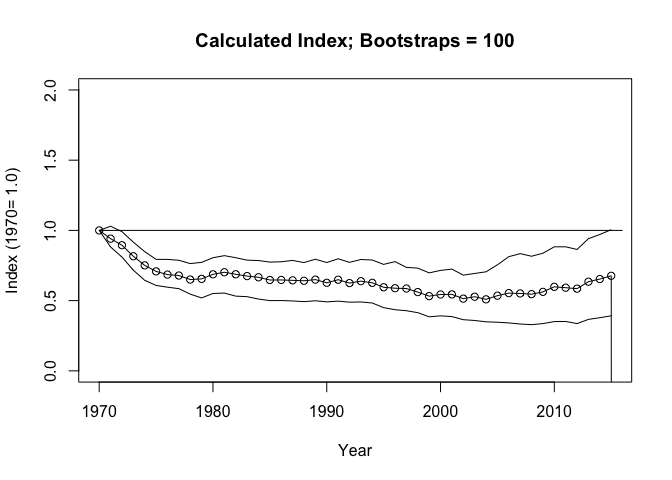 Calculated Index; Bootstraps = 100
Index (1970= 1.0)
2.0
1.5
1.0
0.5
0.0
1970 1980 1990 2000 2010
Year